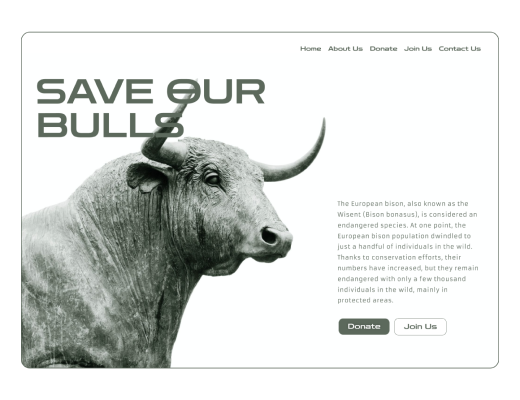 Home About Us Donate Join Us Contact Us
SAVE OUR
BULLS
The European bison, also known as the
Wisent (Bison bonasus), is considered an
endangered species. At one point, the
European bison population dwindled to
just a handful of individuals in the wild.
Thanks to conservation efforts, their
numbers have increased, but they remain
endangered with only a few thousand
individuals in the wild, mainly in
protected areas.
Donate Join Us